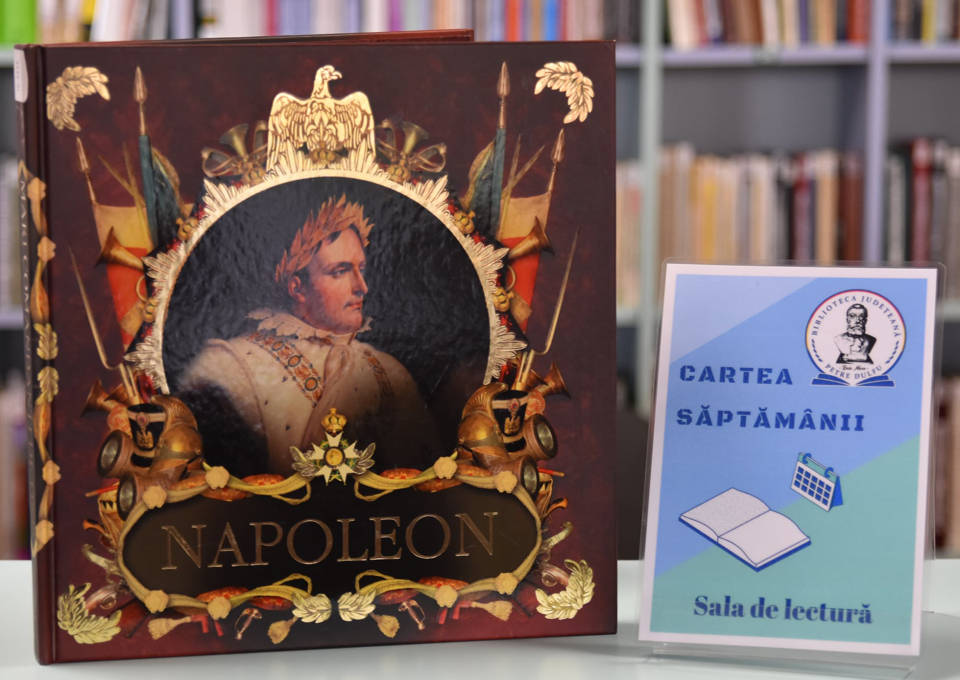 NAPOLEON
BIBLIOTECA JUDEȚEANĂ
PETRE DULFU
CARTEA
SĂPTĂMÂNII
Sala de lectură